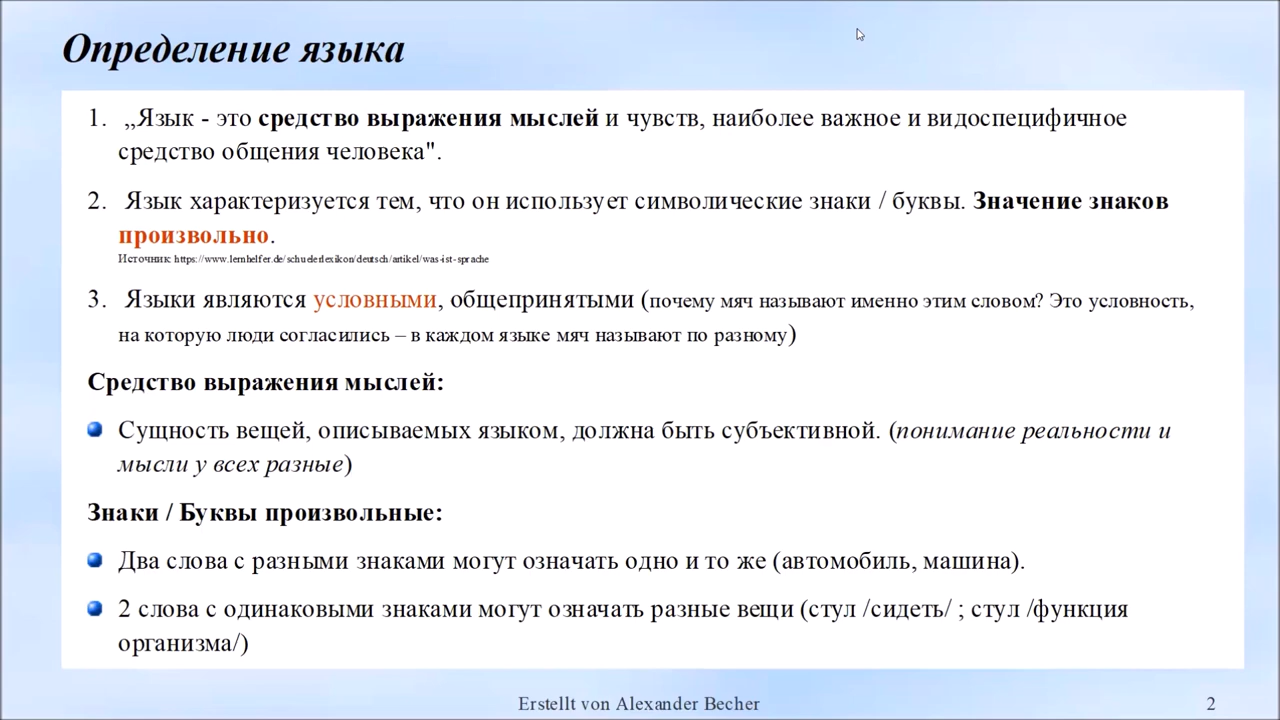 Определение языка
1. „Язык - это средство выражения мыслей и чувств, наиболее важное и видоспецифичное
средство общения человека".
2. Язык характеризуется тем, что он использует символические знаки / буквы. Значение знаков
произвольно.
Источник: https://www.lernhelfer.de/schuelerlexikon/deutsch/artikel/was-ist-sprache
3. Языки являются условными, общепринятыми (почему мяч называют именно этим словом? Это условность,
на которую люди согласились – в каждом языке мяч называют по разному)
Средство выражения мыслей:
Сущность вещей, описываемых языком, должна быть субъективной. (понимание реальности и
мысли у всех разные)
Знаки / Буквы произвольные:
Два слова с разными знаками могут означать одно и то же (автомобиль, машина).
2 слова с одинаковыми знаками могут означать разные вещи (стул /сидеть/ ; стул /функция
организма/)
Erstellt von Alexander Becher
2